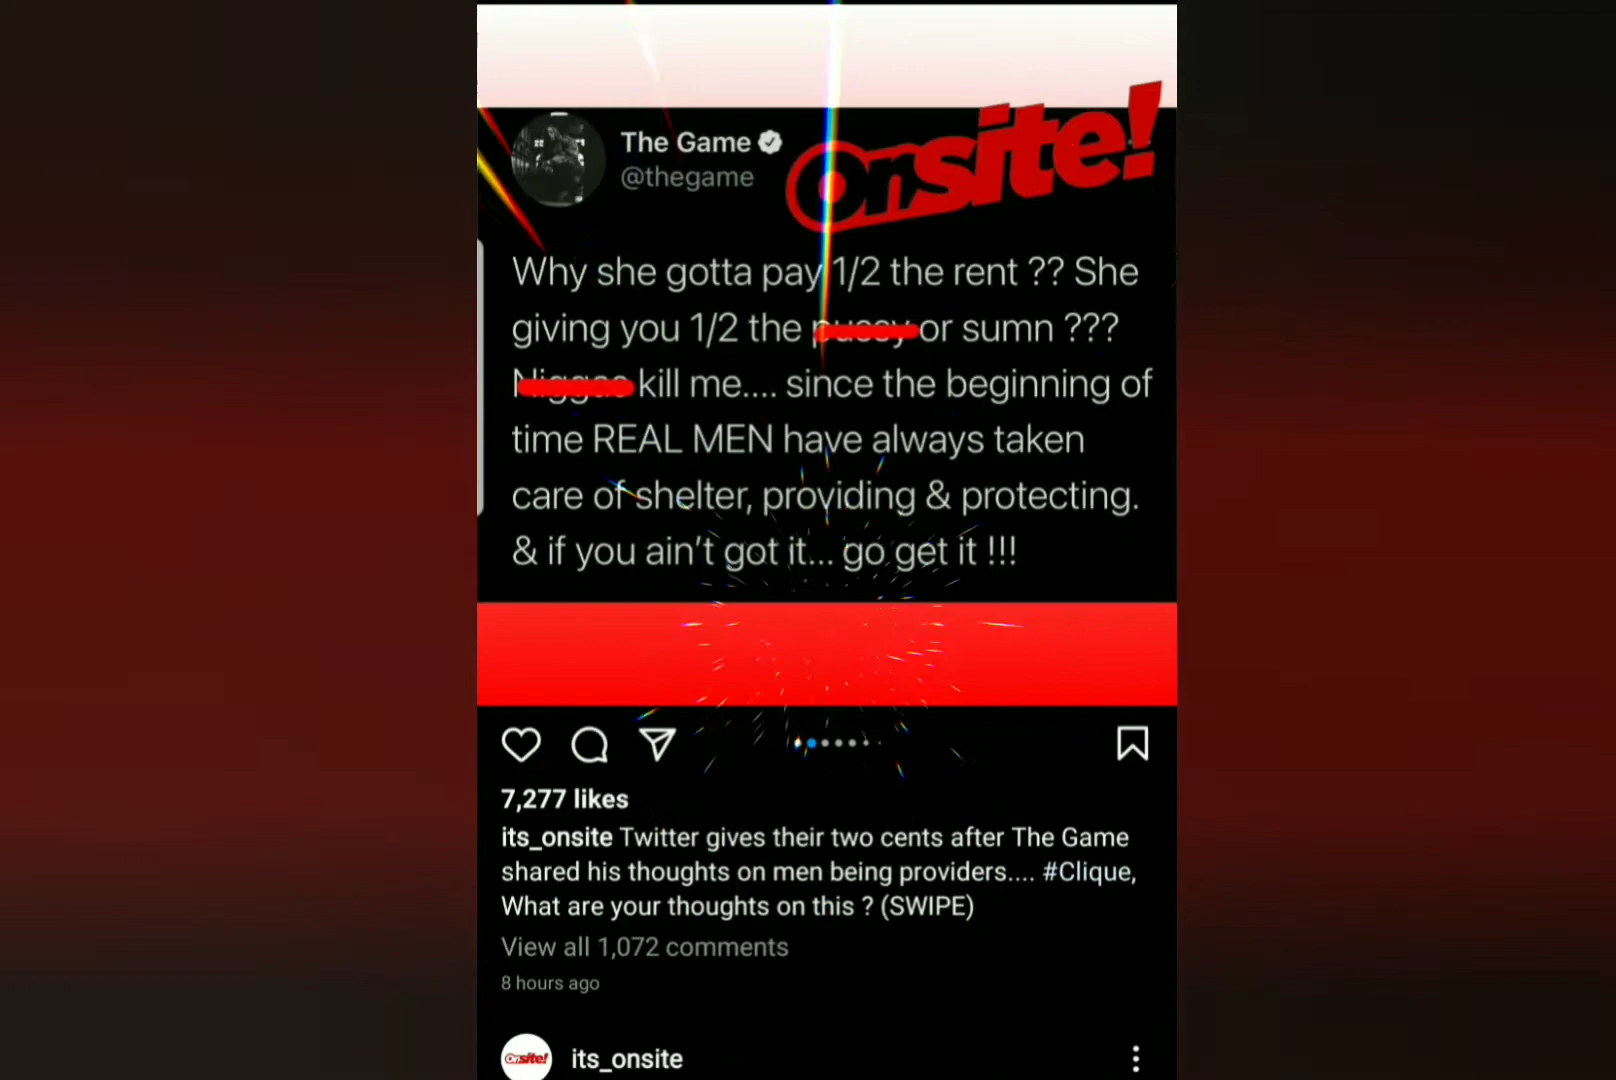 The Game
@thegame
Onsite!
Why she gotta pay 1/2 the rent ?? She
giving you 1/2 the pussy or sumn ???
Niggas kill me.... since the beginning of
time REAL MEN have always taken
care of shelter, providing & protecting.
& if you ain't got it... go get it !!!
7,277 likes
its_onsite Twitter gives their two cents after The Game
shared his thoughts on men being providers.... #Clique,
What are your thoughts on this ? (SWIPE)
View all 1,072 comments
8 hours ago
Onsite!
its_onsite